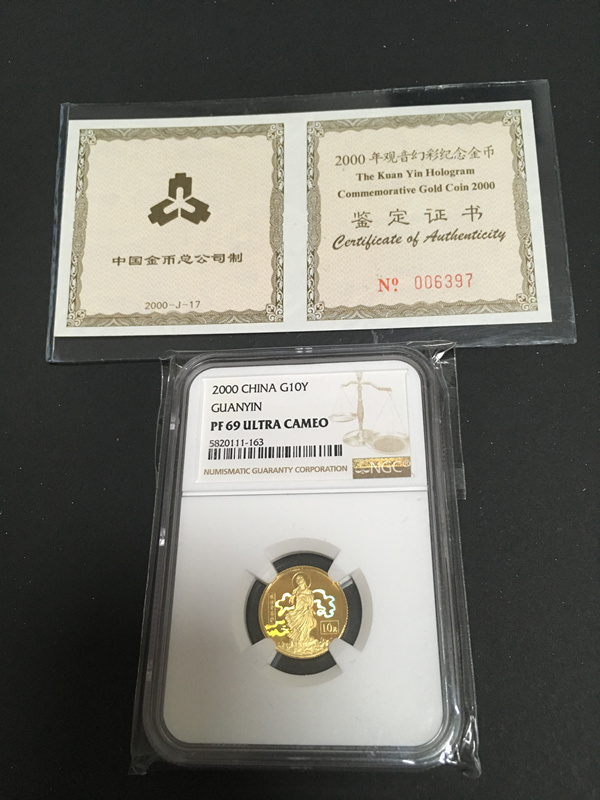 中国金币总公司制
2000-J-17
2000年观音幻彩纪念金币
The Kuan Yin Hologram
Commemorative Gold Coin 2000
鉴定证书
Certificate of Authenticity
Nº 006397
2000 CHINA G10Y
GUANYIN
PF 69 ULTRA CAMEO
5820111-163
NUMISMATIC GUARANTY CORPORATION
NGC
10元